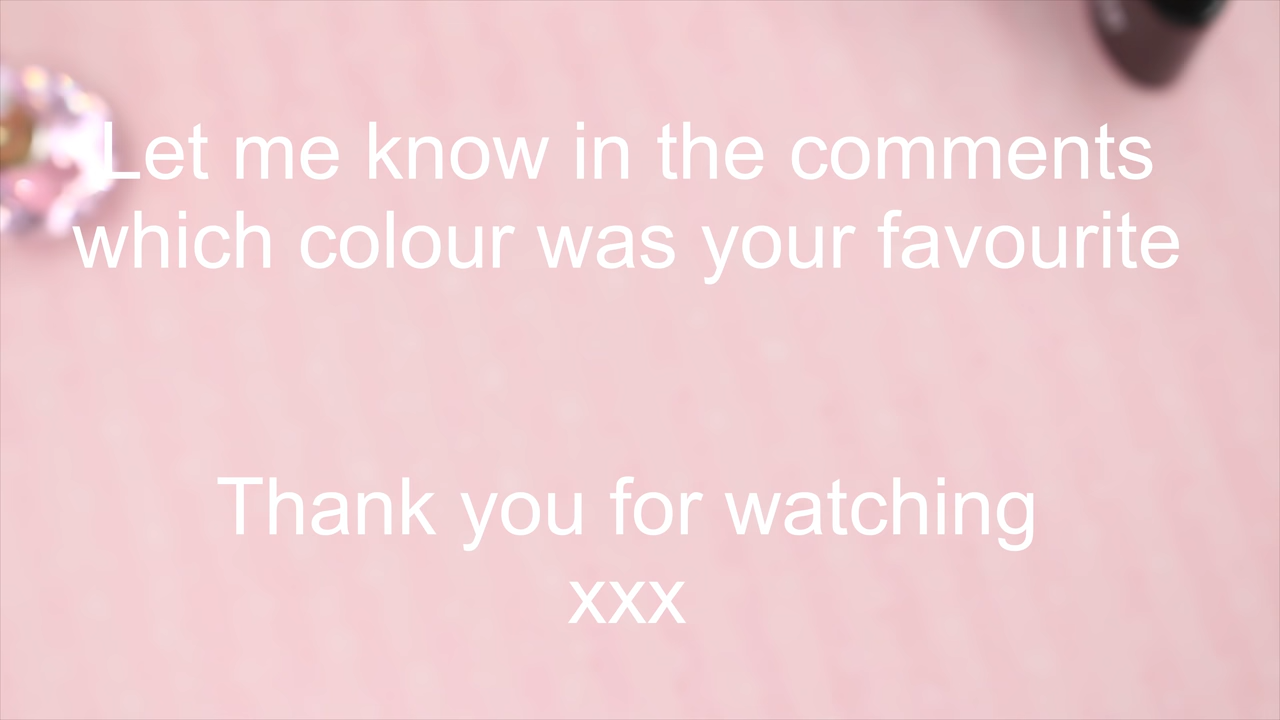 Let me know in the comments
which colour was your favourite
Thank you for watching
xxx